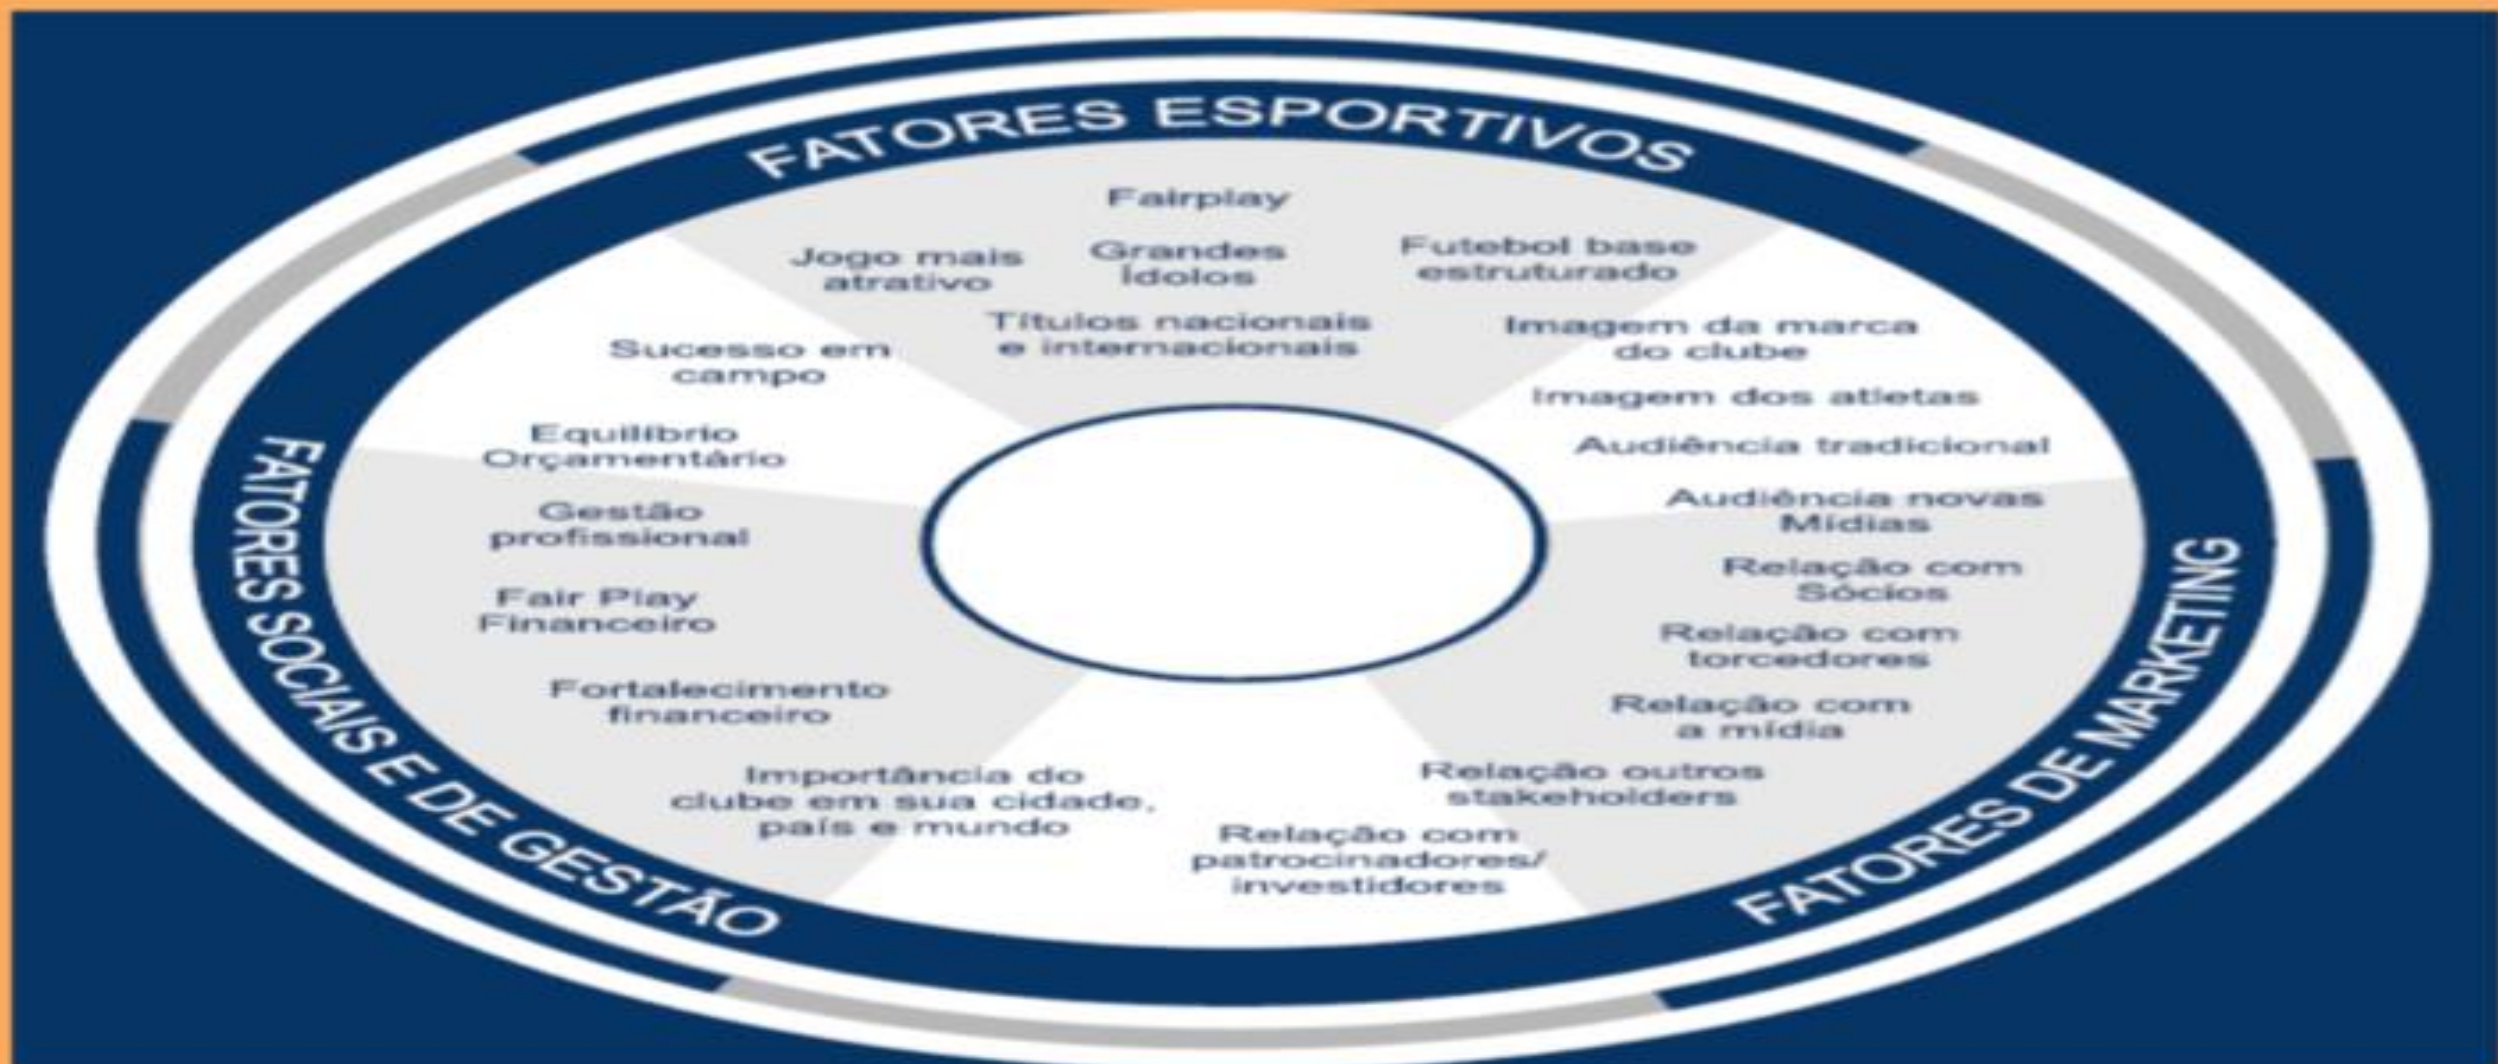 FATORES ESPORTIVOS
Fairplay
Jogo mais
atrativo
Grandes
Ídolos
Futebol base
estruturado
Títulos nacionais
e internacionais
Imagem da marca
do clube
Imagem dos atletas
Audiência tradicional
Audiência novas
Mídias
Relação com
Sócios
Relação com
torcedores
Relação com
a mídia
Relação outros
stakeholders
Relação com
patrocinadores/
investidores
FATORES DE MARKETING
Sucesso em
campo
Equilíbrio
Orçamentário
Gestão
profissional
Fair Play
Financeiro
Fortalecimento
financeiro
Importância do
clube em sua cidade,
país e mundo
FATORES SOCIAIS E DE GESTÃO